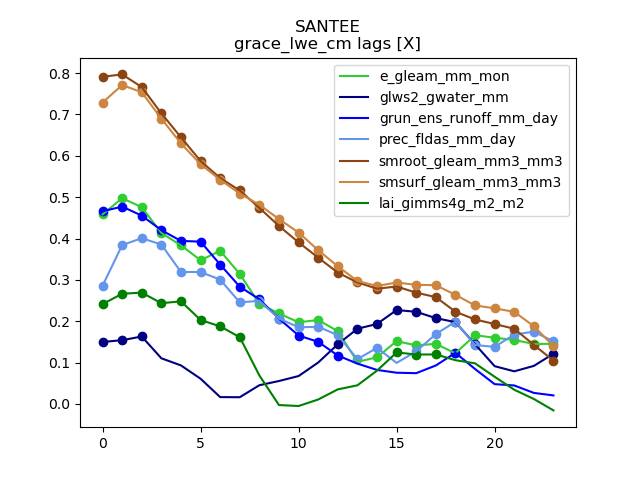 SANTEE
grace_lwe_cm lags [X]
e_gleam_mm_mon
glws2_gwater_mm
grun_ens_runoff_mm_day
prec_fldas_mm_day
smroot_gleam_mm3_mm3
smsurf_gleam_mm3_mm3
lai_gimms4g_m2_m2
0.8
0.7
0.6
0.5
0.4
0.3
0.2
0.1
0.0
0 5 10 15 20